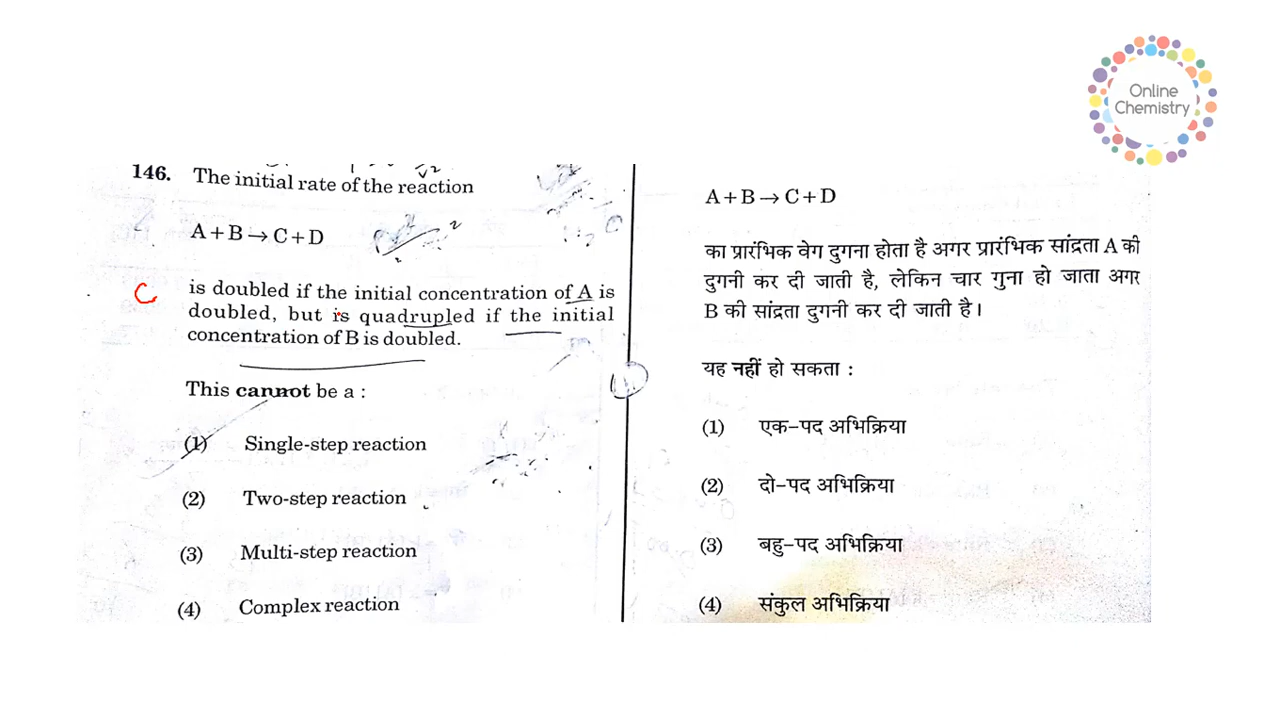 Online
Chemistry
146. The initial rate of the reaction
A + B → C + D
is doubled if the initial concentration of A is
doubled, but is quadrupled if the initial
concentration of B is doubled.
This cannot be a :
(1) Single-step reaction
(2) Two-step reaction
(3) Multi-step reaction
(4) Complex reaction
A + B → C + D
का प्रारंभिक वेग दुगना होता है अगर प्रारंभिक सांद्रता A की
दुगनी कर दी जाती है, लेकिन चार गुना हो जाता अगर
B की सांद्रता दुगनी कर दी जाती है।
यह नहीं हो सकता :
(1) एक-पद अभिक्रिया
(2) दो-पद अभिक्रिया
(3) बहु-पद अभिक्रिया
(4) संकुल अभिक्रिया